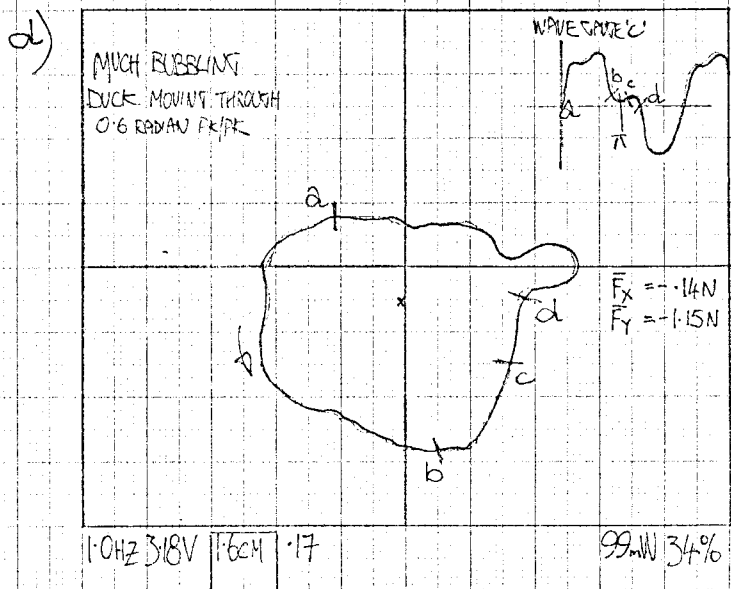 d)
WAVE GAUGE 'C'
MUCH BUBBLING
DUCK MOVING THROUGH
0.6 RADIAN PK/PK
a
b
c
d
π
a
F̅x = -.14N
F̅y = -1.15N
d
c
b
1.0HZ 3.18V 1.6CM .17 99mW 34%